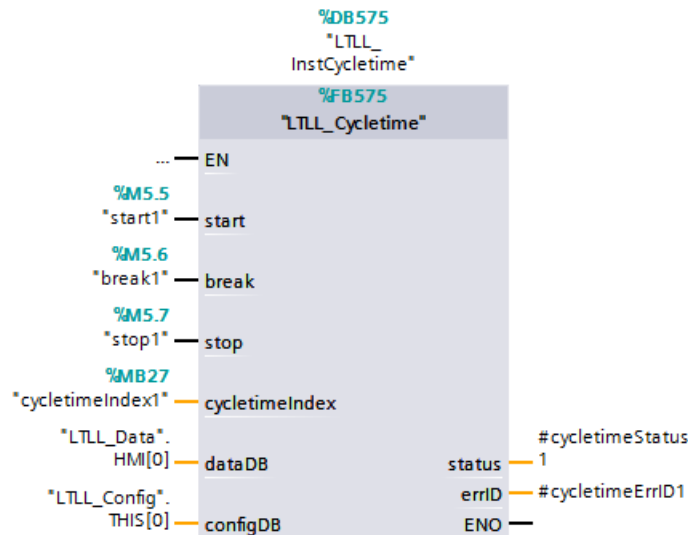 %DB575
"LTLL_
InstCycletime"
%FB575
"LTLL_Cycletime"
... EN
%M5.5
"start1" start
%M5.6
"break1" break
%M5.7
"stop1" stop
%MB27
"cycletimeIndex1" cycletimeIndex
"LTLL_Data".
HMI[0] dataDB
"LTLL_Config".
THIS[0] configDB
#cycletimeStatus
status 1
errID #cycletimeErrID1
ENO